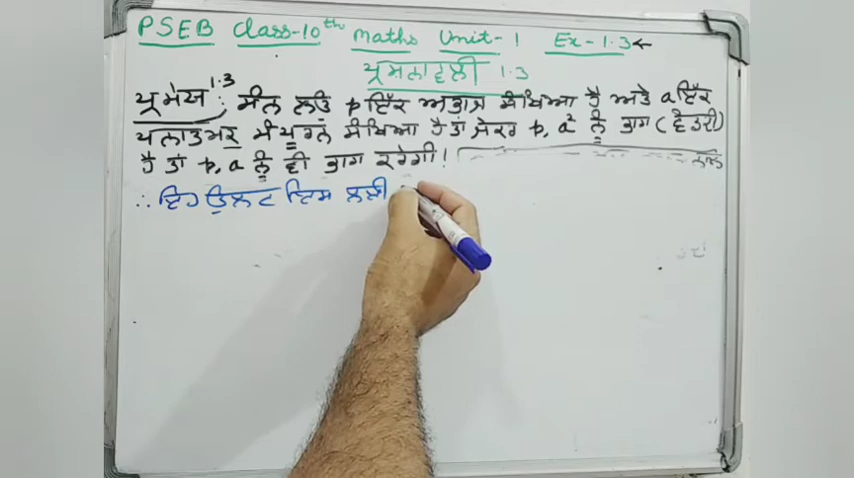 PSEB Class-10th Maths Unit-1 Ex-1.3←
ਪ੍ਰਸ਼ਨਾਵਲੀ 1.3
ਪ੍ਰਮੇਯ 1.3 : ਮੰਨ ਲਓ p ਇੱਕ ਅਭਾਜ ਸੰਖਿਆ ਹੈ ਅਤੇ a ਇੱਕ
ਧਨਾਤਮਕ ਸੰਪੂਰਨ ਸੰਖਿਆ ਹੈ ਤਾਂ ਜੇਕਰ p, a² ਨੂੰ ਭਾਗ (ਵੰਡਦੀ)
ਹੈ ਤਾਂ p, a ਨੂੰ ਵੀ ਭਾਗ ਕਰੇਗੀ।
∴ ਇਹ ਉਲਟ ਇਸ ਲਈ